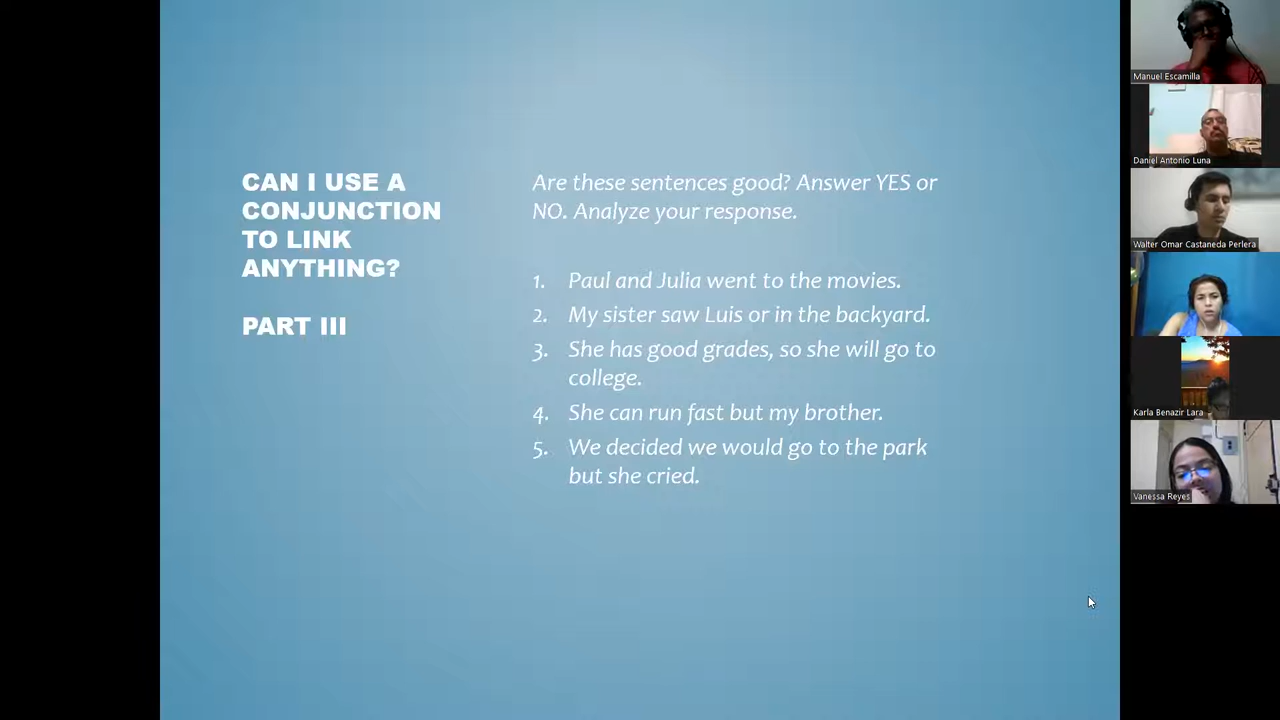 CAN I USE A
CONJUNCTION
TO LINK
ANYTHING?
PART III
Are these sentences good? Answer YES or
NO. Analyze your response.
1. Paul and Julia went to the movies.
2. My sister saw Luis or in the backyard.
3. She has good grades, so she will go to
college.
4. She can run fast but my brother.
5. We decided we would go to the park
but she cried.
Manuel Escamilla
Daniel Antonio Luna
Walter Omar Castaneda Perlera
Karla Benazir Lara
Vanessa Reyes